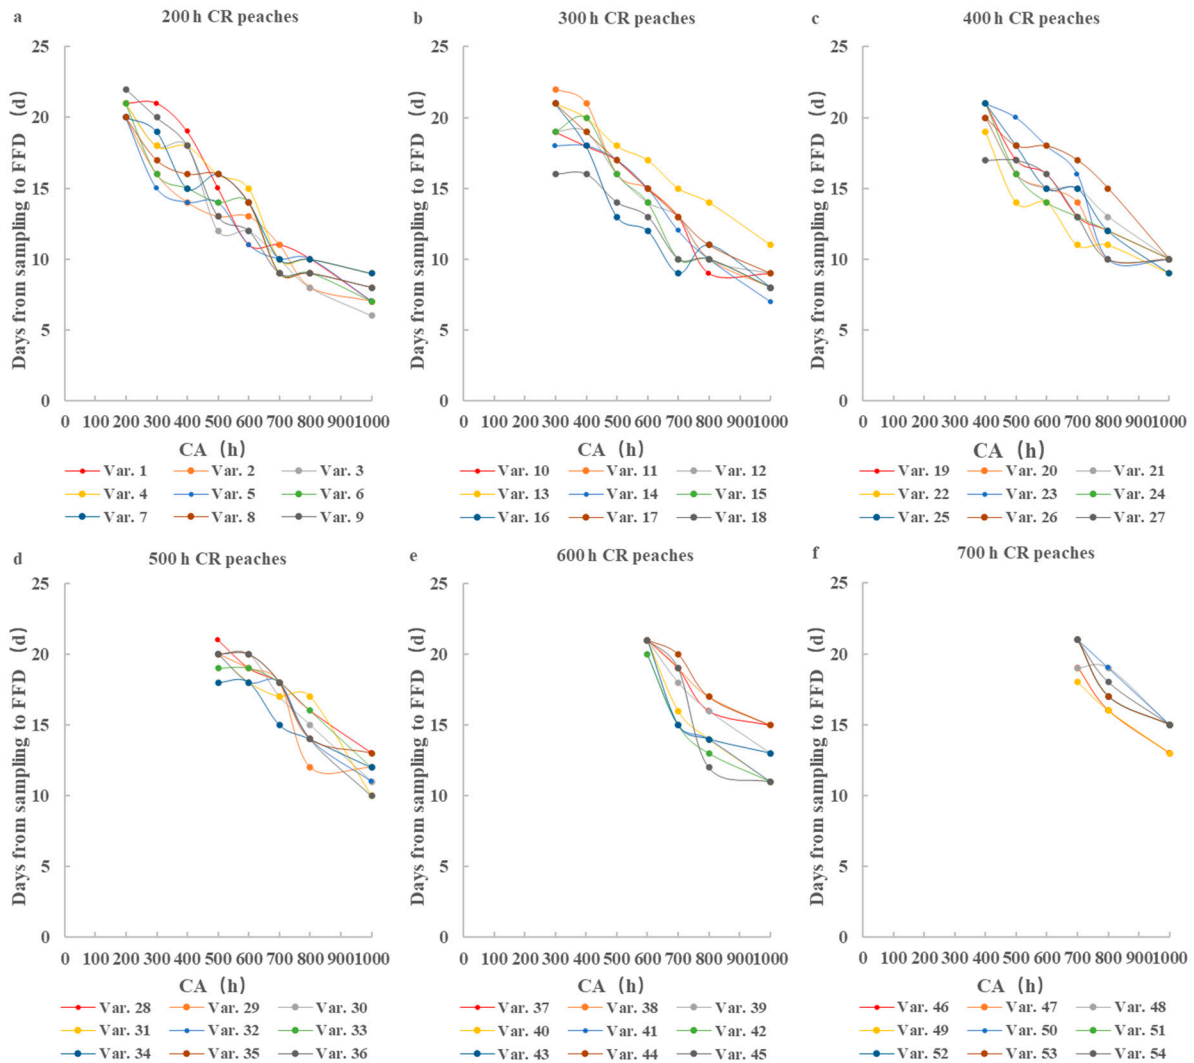 a 200 h CR peaches
Days from sampling to FFD (d)
25
20
15
10
5
0
0 100 200 300 400 500 600 700 800 9001000
CA (h)
Var. 1 Var. 2 Var. 3
Var. 4 Var. 5 Var. 6
Var. 7 Var. 8 Var. 9
b 300 h CR peaches
Days from sampling to FFD (d)
25
20
15
10
5
0
0 100 200 300 400 500 600 700 800 9001000
CA (h)
Var. 10 Var. 11 Var. 12
Var. 13 Var. 14 Var. 15
Var. 16 Var. 17 Var. 18
c 400 h CR peaches
Days from sampling to FFD (d)
25
20
15
10
5
0
0 100 200 300 400 500 600 700 800 9001000
CA (h)
Var. 19 Var. 20 Var. 21
Var. 22 Var. 23 Var. 24
Var. 25 Var. 26 Var. 27
d 500 h CR peaches
Days from sampling to FFD (d)
25
20
15
10
5
0
0 100 200 300 400 500 600 700 800 9001000
CA (h)
Var. 28 Var. 29 Var. 30
Var. 31 Var. 32 Var. 33
Var. 34 Var. 35 Var. 36
e 600 h CR peaches
Days from sampling to FFD (d)
25
20
15
10
5
0
0 100 200 300 400 500 600 700 800 9001000
CA (h)
Var. 37 Var. 38 Var. 39
Var. 40 Var. 41 Var. 42
Var. 43 Var. 44 Var. 45
f 700 h CR peaches
Days from sampling to FFD (d)
25
20
15
10
5
0
0 100 200 300 400 500 600 700 800 9001000
CA (h)
Var. 46 Var. 47 Var. 48
Var. 49 Var. 50 Var. 51
Var. 52 Var. 53 Var. 54